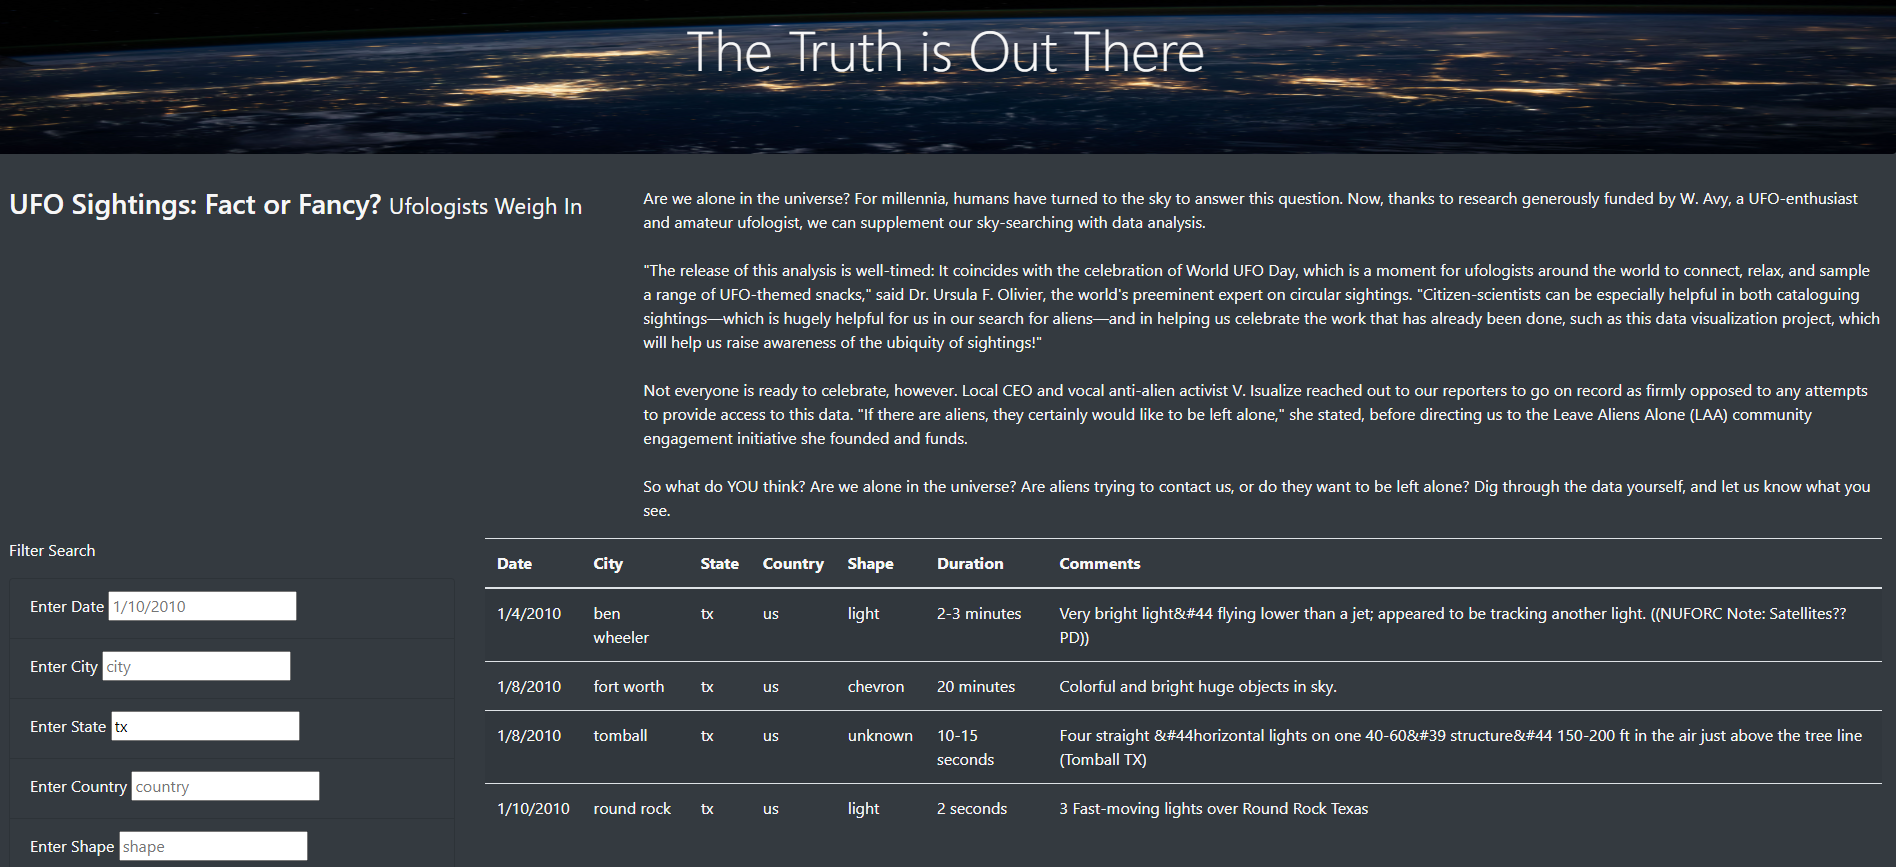 The Truth is Out There
UFO Sightings: Fact or Fancy? Ufologists Weigh In
Are we alone in the universe? For millennia, humans have turned to the sky to answer this question. Now, thanks to research generously funded by W. Avy, a UFO-enthusiast
and amateur ufologist, we can supplement our sky-searching with data analysis.
"The release of this analysis is well-timed: It coincides with the celebration of World UFO Day, which is a moment for ufologists around the world to connect, relax, and sample
a range of UFO-themed snacks," said Dr. Ursula F. Olivier, the world's preeminent expert on circular sightings. "Citizen-scientists can be especially helpful in both cataloguing
sightings—which is hugely helpful for us in our search for aliens—and in helping us celebrate the work that has already been done, such as this data visualization project, which
will help us raise awareness of the ubiquity of sightings!"
Not everyone is ready to celebrate, however. Local CEO and vocal anti-alien activist V. Isualize reached out to our reporters to go on record as firmly opposed to any attempts
to provide access to this data. "If there are aliens, they certainly would like to be left alone," she stated, before directing us to the Leave Aliens Alone (LAA) community
engagement initiative she founded and funds.
So what do YOU think? Are we alone in the universe? Are aliens trying to contact us, or do they want to be left alone? Dig through the data yourself, and let us know what you
see.
Filter Search
Enter Date 1/10/2010
Enter City city
Enter State tx
Enter Country country
Enter Shape shape
Date City State Country Shape Duration Comments
1/4/2010 ben tx us light 2-3 minutes Very bright light&#44 flying lower than a jet; appeared to be tracking another light. ((NUFORC Note: Satellites??
wheeler PD))
1/8/2010 fort worth tx us chevron 20 minutes Colorful and bright huge objects in sky.
1/8/2010 tomball tx us unknown 10-15 Four straight &#44horizontal lights on one 40-60&#39 structure&#44 150-200 ft in the air just above the tree line
seconds (Tomball TX)
1/10/2010 round rock tx us light 2 seconds 3 Fast-moving lights over Round Rock Texas